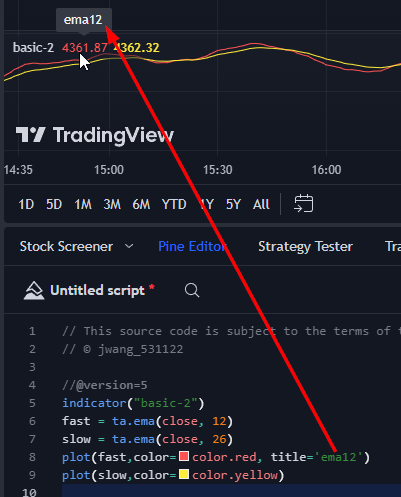 ema12
basic-2 4361.87 4362.32
TradingView
14:35 15:00 15:30 16:00
1D 5D 1M 3M 6M YTD 1Y 5Y All
Stock Screener Pine Editor Strategy Tester Tra
Untitled script *
1 // This source code is subject to the terms of t
2 // © jwang_531122
3
4 //@version=5
5 indicator("basic-2")
6 fast = ta.ema(close, 12)
7 slow = ta.ema(close, 26)
8 plot(fast,color=color.red, title='ema12')
9 plot(slow,color=color.yellow)
10